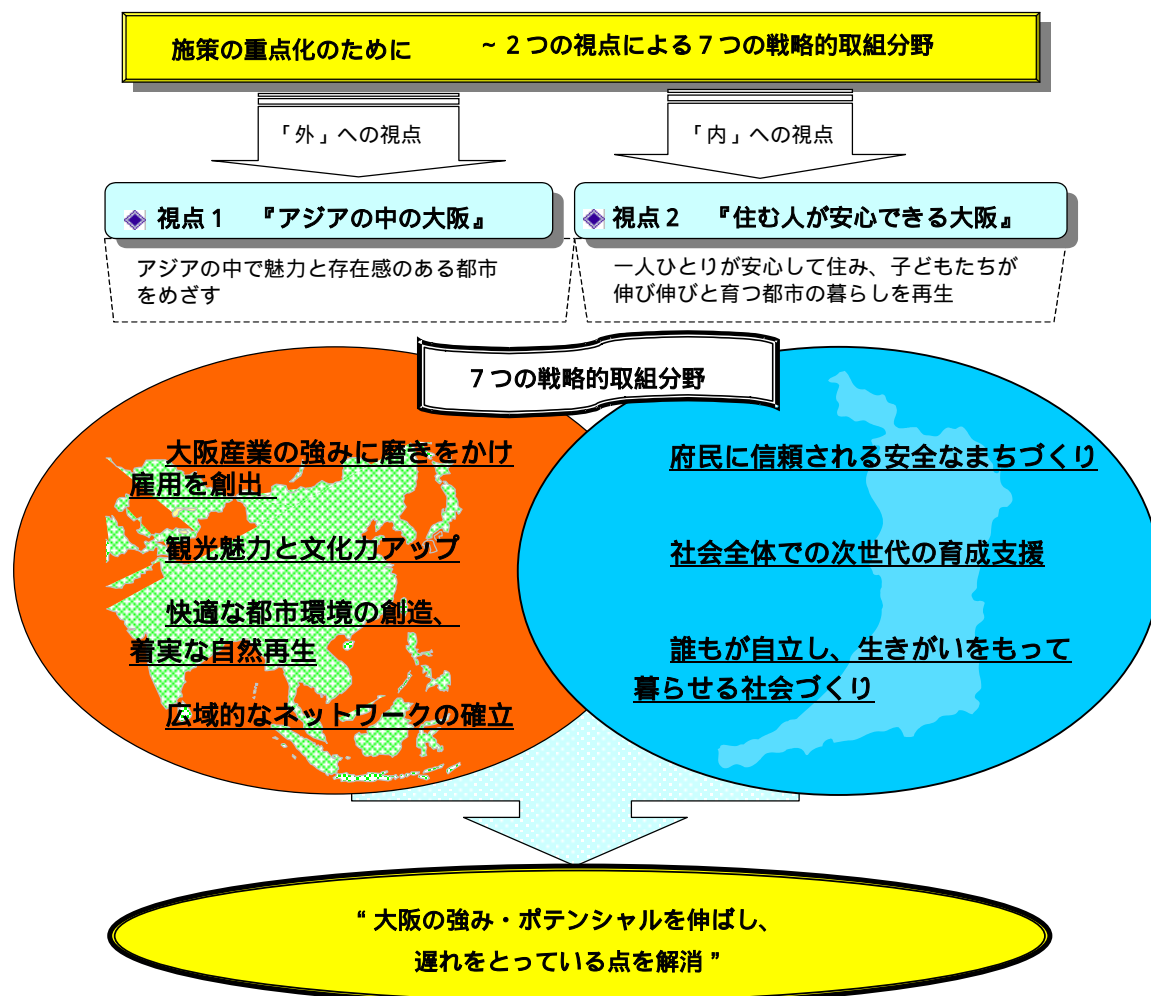 施策の重点化のために ~２つの視点による７つの戦略的取組分野
「外」への視点
「内」への視点
視点１ 『アジアの中の大阪』
視点２ 『住む人が安心できる大阪』
アジアの中で魅力と存在感のある都市
をめざす
一人ひとりが安心して住み、子どもたちが
伸び伸びと育つ都市の暮らしを再生
７つの戦略的取組分野
大阪産業の強みに磨きをかけ
雇用を創出
観光魅力と文化力アップ
快適な都市環境の創造、
着実な自然再生
広域的なネットワークの確立
府民に信頼される安全なまちづくり
社会全体での次世代の育成支援
誰もが自立し、生きがいをもって
暮らせる社会づくり
“大阪の強み・ポテンシャルを伸ばし、
遅れをとっている点を解消”